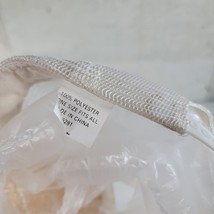 100% POLYESTER
ONE SIZE FITS ALL
MADE IN CHINA